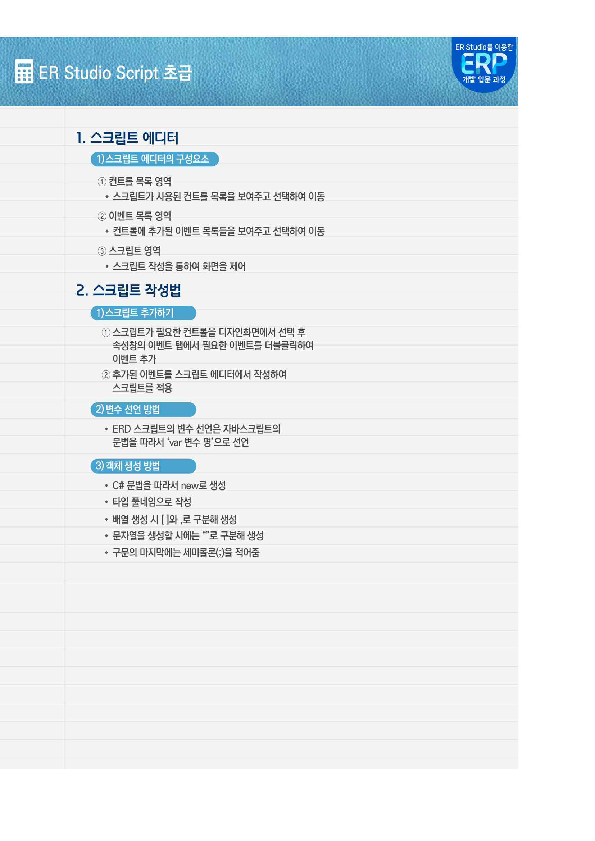 ER Studio Script 초급
ER Studio를 이용한
ERP
개발 입문 과정
1. 스크립트 에디터
1)스크립트 에디터의 구성요소
① 컨트롤 목록 영역
• 스크립트가 사용된 컨트롤 목록을 보여주고 선택하여 이동
② 이벤트 목록 영역
• 컨트롤에 추가된 이벤트 목록들을 보여주고 선택하여 이동
③ 스크립트 영역
• 스크립트 작성을 통하여 화면을 제어
2. 스크립트 작성법
1)스크립트 추가하기
① 스크립트가 필요한 컨트롤을 디자인화면에서 선택 후
속성창의 이벤트 탭에서 필요한 이벤트를 더블클릭하여
이벤트 추가
② 추가된 이벤트를 스크립트 에디터에서 작성하여
스크립트를 적용
2)변수 선언 방법
• ERD 스크립트의 변수 선언은 자바스크립트의
문법을 따라서 ‘var 변수 명’으로 선언
3)객체 생성 방법
• C# 문법을 따라서 new로 생성
• 타입 풀네임으로 작성
• 배열 생성 시 [ ]와 ,로 구분해 생성
• 문자열을 생성할 시에는 “”로 구분해 생성
• 구문의 마지막에는 세미콜론(;)을 적어줌